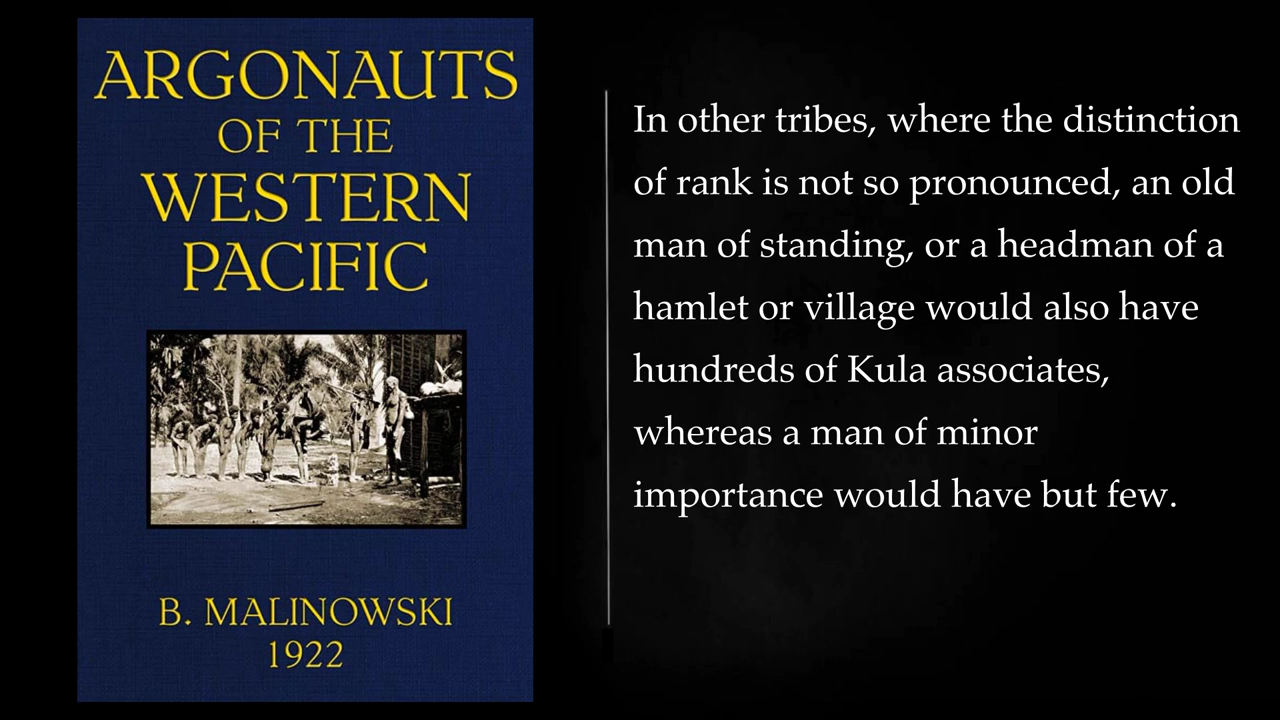 ARGONAUTS
OF THE
WESTERN
PACIFIC
B. MALINOWSKI
1922
In other tribes, where the distinction
of rank is not so pronounced, an old
man of standing, or a headman of a
hamlet or village would also have
hundreds of Kula associates,
whereas a man of minor
importance would have but few.